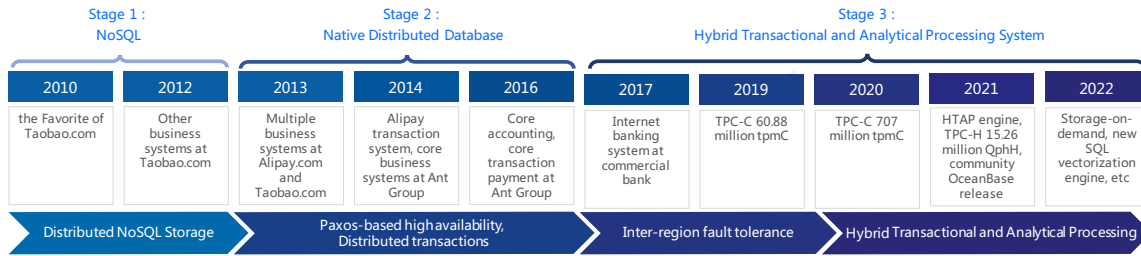 Stage 1 :
NoSQL
Stage 2 :
Native Distributed Database
Stage 3 :
Hybrid Transactional and Analytical Processing System
2010
the Favorite of
Taobao.com
2012
Other
business
systems at
Taobao.com
2013
Multiple
business
systems at
Alipay.com
and
Taobao.com
2014
Alipay
transaction
system, core
business
systems at Ant
Group
2016
Core
accounting,
core
transaction
payment at
Ant Group
2017
Internet
banking
system at
commercial
bank
2019
TPC-C 60.88
million tpmC
2020
TPC-C 707
million tpmC
2021
HTAP engine,
TPC-H 15.26
million QphH,
community
OceanBase
release
2022
Storage-on-
demand, new
SQL
vectorization
engine, etc
Distributed NoSQL Storage
Paxos-based high availability,
Distributed transactions
Inter-region fault tolerance
Hybrid Transactional and Analytical Processing